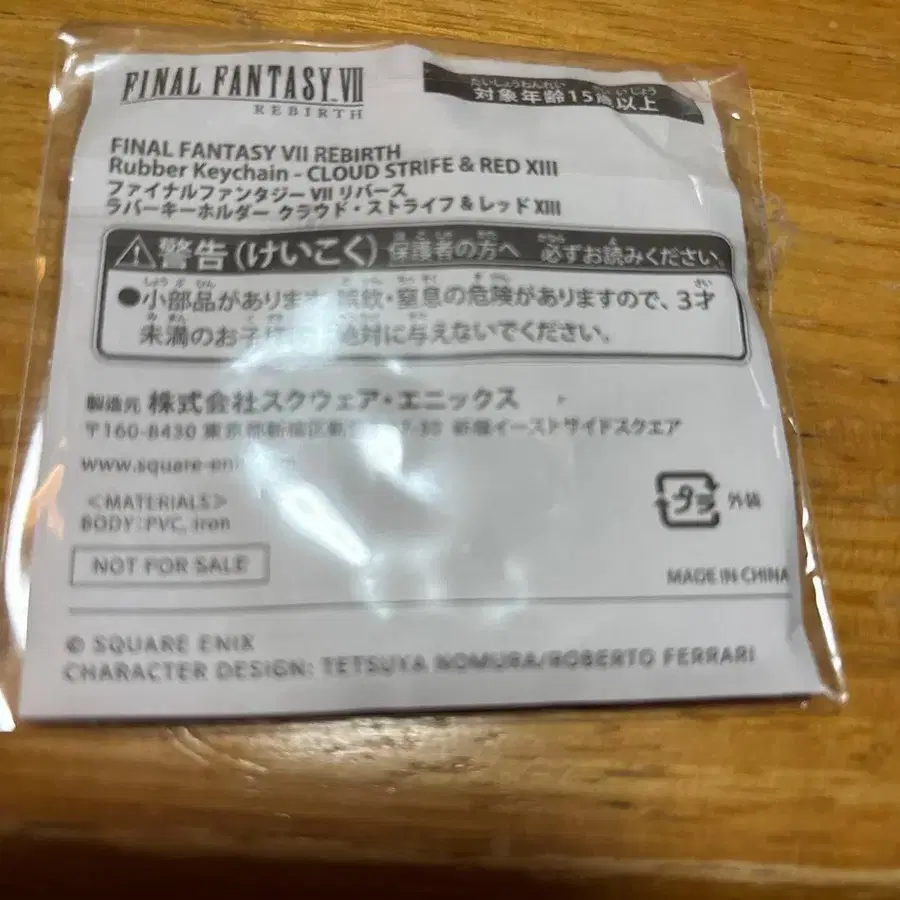 FINAL FANTASY VII
REBIRTH
たいしょうねんれい さい いじょう
対象年齢15歳以上
FINAL FANTASY VII REBIRTH
Rubber Keychain - CLOUD STRIFE & RED XIII
ファイナルファンタジー VII リバース
ラバーキーホルダー クラウド・ストライフ & レッド XIII
警告(けいこく) 保護者の方へ 必ずお読みください。
●小部品があります 誤飲・窒息の危険がありますので、3才
未満のお子 絶対に与えないでください。
製造元 株式会社スクウェア・エニックス
〒160-8430 東京都新宿区新 新宿イーストサイドスクエア
<MATERIALS>
BODY:PVC, iron
プラ 外装
NOT FOR SALE
MADE IN CHINA
© SQUARE ENIX
CHARACTER DESIGN: TETSUYA NOMURA/ROBERTO FERRARI